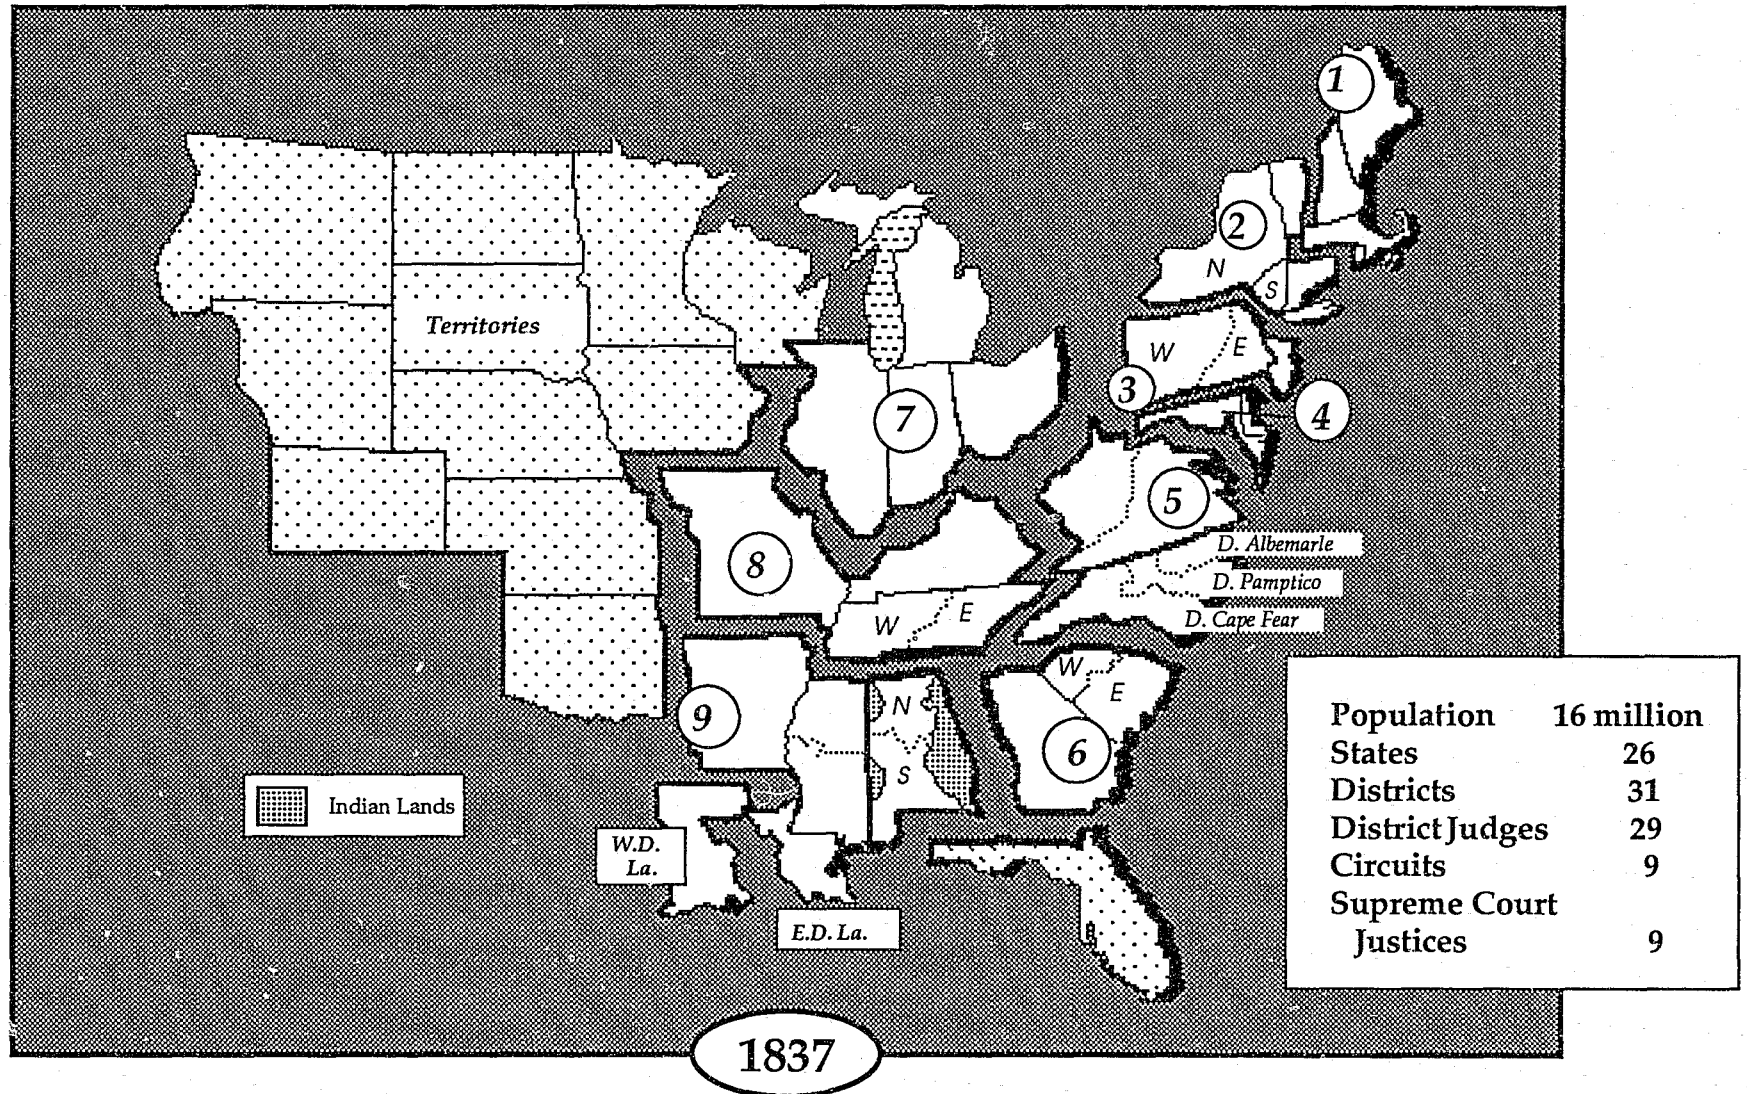 1
2
N
S
Territories
W
E
3
4
7
5
D. Albemarle
8
D. Pamptico
W
E
D. Cape Fear
W
E
9
N
6
S
Indian Lands
W.D.
La.
E.D. La.
Population 16 million
States 26
Districts 31
District Judges 29
Circuits 9
Supreme Court
Justices 9
1837